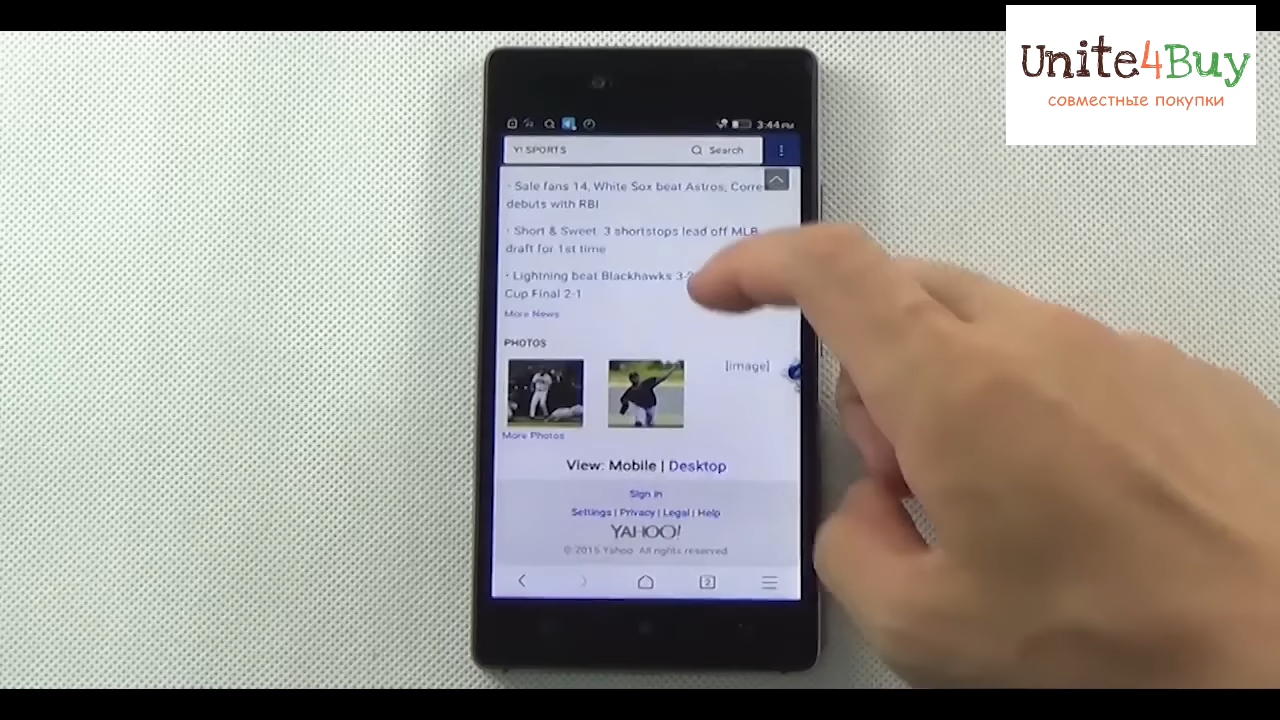 Unite4Buy
совместные покупки
3:44 PM
Y! SPORTS
Search
· Sale fans 14, White Sox beat Astros, Corre
debuts with RBI
· Short & Sweet: 3 shortstops lead off MLB
draft for 1st time
· Lightning beat Blackhawks 3-2
Cup Final 2-1
More News
PHOTOS
[image]
More Photos
View: Mobile | Desktop
Sign in
Settings | Privacy | Legal | Help
YAHOO!
© 2015 Yahoo. All rights reserved.
2